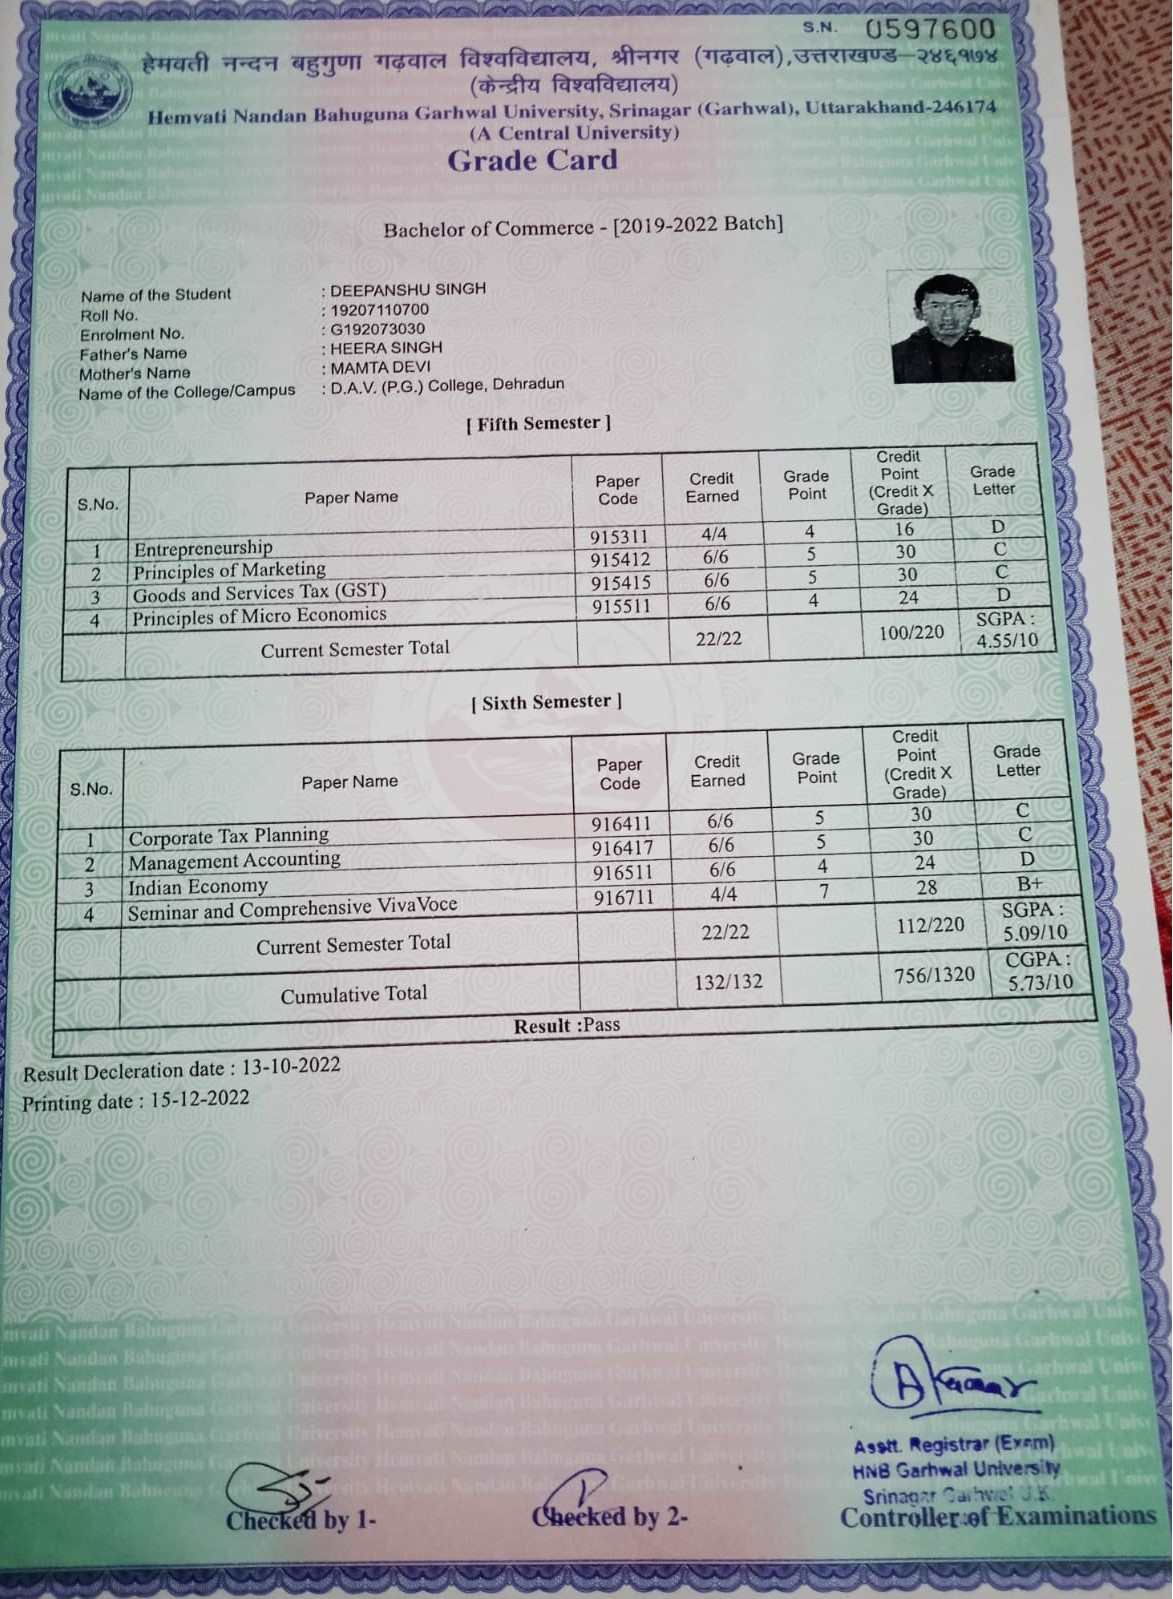 S.N. 0597600
हेमवती नन्दन बहुगुणा गढ़वाल विश्वविद्यालय, श्रीनगर (गढ़वाल),उत्तराखण्ड–२४६१७४
(केन्द्रीय विश्वविद्यालय)
Hemvati Nandan Bahuguna Garhwal University, Srinagar (Garhwal), Uttarakhand-246174
(A Central University)
Grade Card
Bachelor of Commerce - [2019-2022 Batch]
Name of the Student : DEEPANSHU SINGH
Roll No. : 19207110700
Enrolment No. : G192073030
Father's Name : HEERA SINGH
Mother's Name : MAMTA DEVI
Name of the College/Campus : D.A.V. (P.G.) College, Dehradun
[ Fifth Semester ]
S.No. Paper Name Paper Code Credit Earned Grade Point Credit Point (Credit X Grade) Grade Letter
1 Entrepreneurship 915311 4/4 4 16 D
2 Principles of Marketing 915412 6/6 5 30 C
3 Goods and Services Tax (GST) 915415 6/6 5 30 C
4 Principles of Micro Economics 915511 6/6 4 24 D
Current Semester Total 22/22 100/220 SGPA : 4.55/10
[ Sixth Semester ]
S.No. Paper Name Paper Code Credit Earned Grade Point Credit Point (Credit X Grade) Grade Letter
1 Corporate Tax Planning 916411 6/6 5 30 C
2 Management Accounting 916417 6/6 5 30 C
3 Indian Economy 916511 6/6 4 24 D
4 Seminar and Comprehensive VivaVoce 916711 4/4 7 28 B+
Current Semester Total 22/22 112/220 SGPA : 5.09/10
Cumulative Total 132/132 756/1320 CGPA : 5.73/10
Result :Pass
Result Decleration date : 13-10-2022
Printing date : 15-12-2022
Asstt. Registrar (Exam)
HNB Garhwal University
Srinagar Garhwal U.K.
Checked by 1-
Checked by 2-
Controller of Examinations